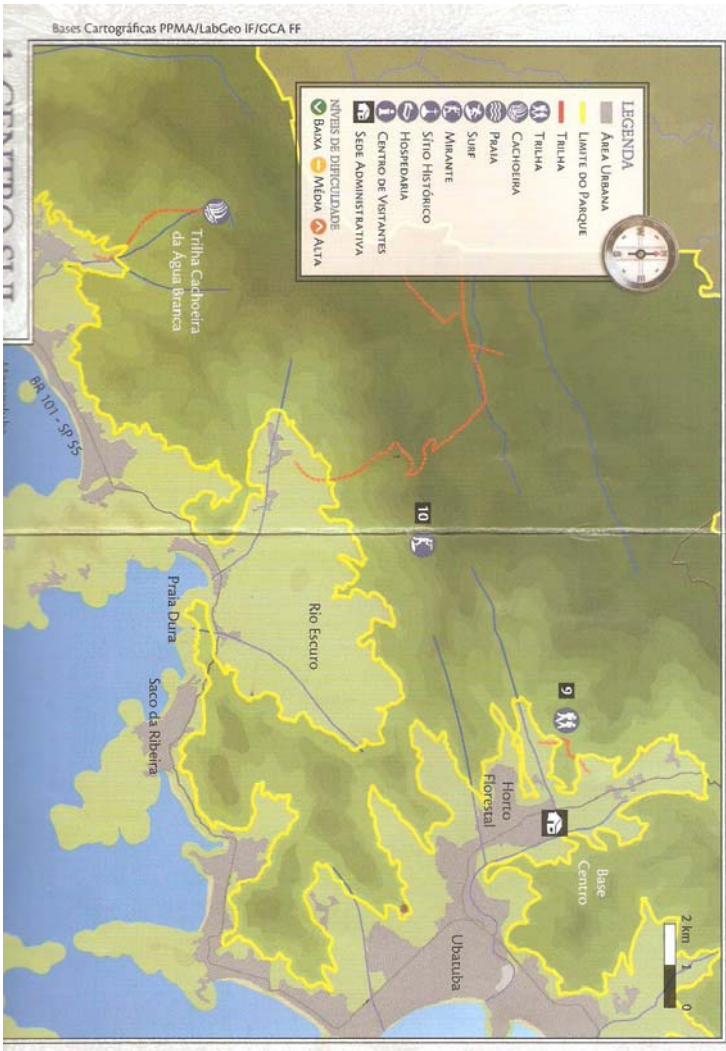 Bases Cartográficas PPMA/LabGeo IF/GCA FF
LEGENDA
ÁREA URBANA
LIMITE DO PARQUE
TRILHA
TRILHA
CACHOEIRA
PRAIA
SURF
MIRANTE
SÍTIO HISTÓRICO
HOSPEDARIA
CENTRO DE VISITANTES
SEDE ADMINISTRATIVA
NÍVEIS DE DIFICULDADE
BAIXA
MÉDIA
ALTA
Trilha Cachoeira
da Água Branca
BR 101 - SP 55
10
Rio Escuro
Praia Dura
Saco da Ribeira
9
Horto
Florestal
Base
Centro
Ubatuba
2 km
1
0